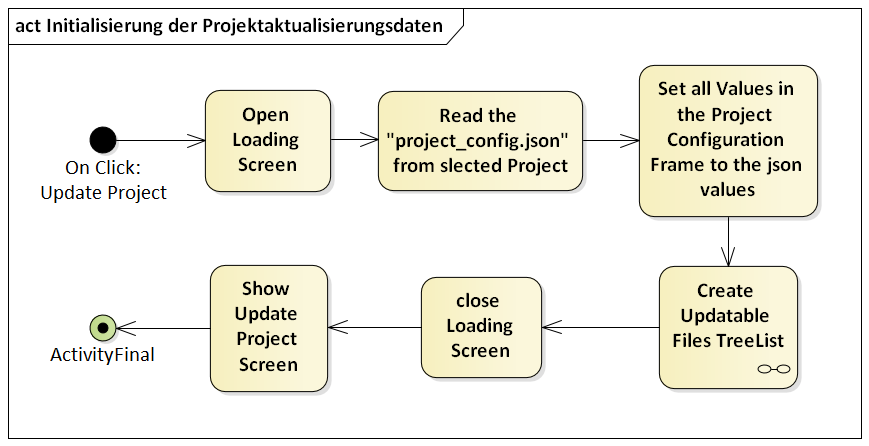 act Initialisierung der Projektaktualisierungsdaten
On Click:
Update Project
Open
Loading
Screen
Read the
"project_config.json"
from slected Project
Set all Values in
the Project
Configuration
Frame to the json
values
Create
Updatable
Files TreeList
close
Loading
Screen
Show
Update
Project
Screen
ActivityFinal